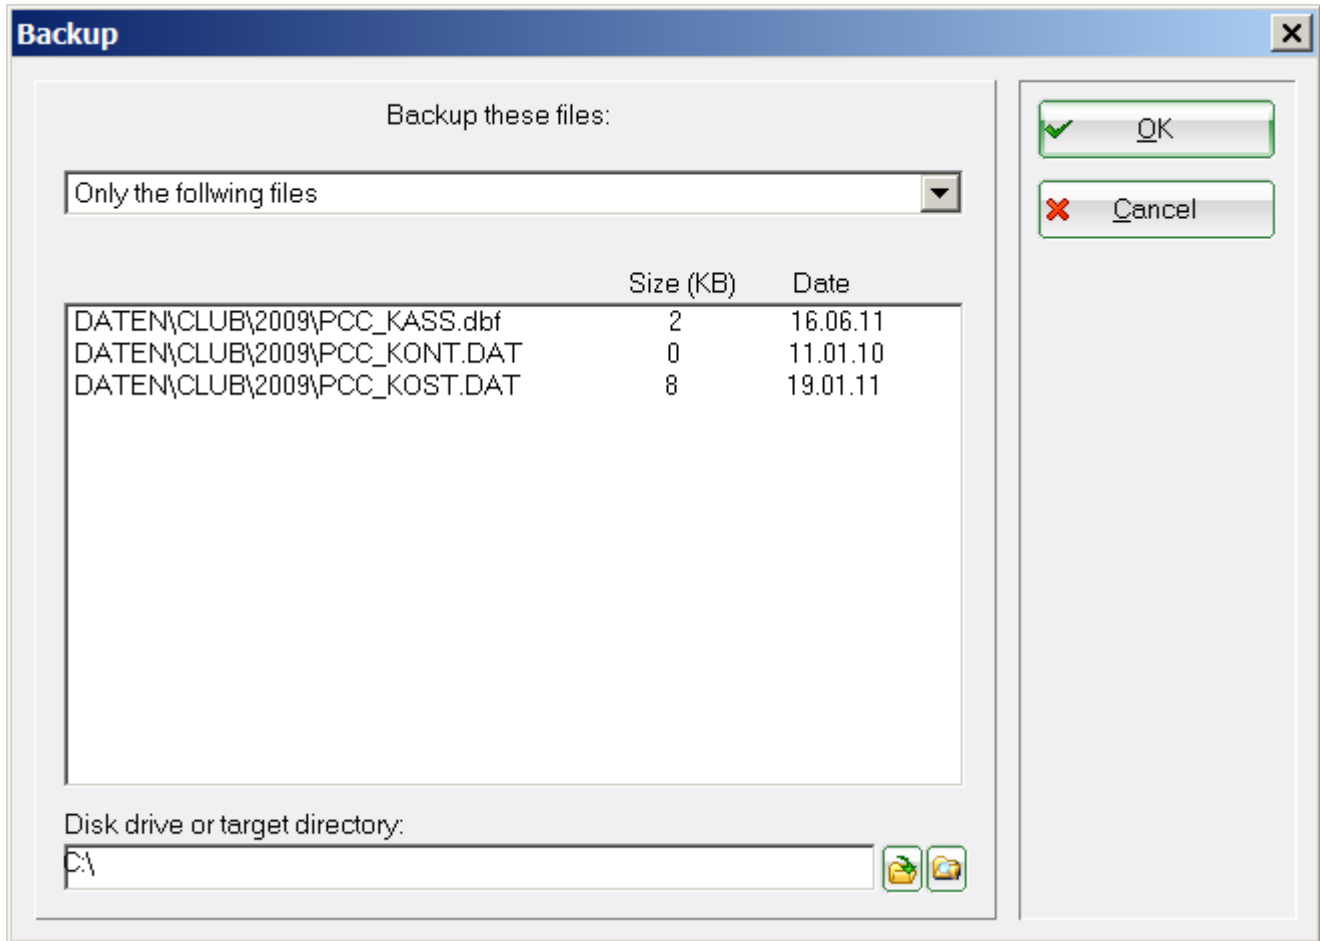 Backup
Backup these files:
OK
Only the follwing files
Cancel
Size (KB) Date
DATEN\CLUB\2009\PCC_KASS.dbf 2 16.06.11
DATEN\CLUB\2009\PCC_KONT.DAT 0 11.01.10
DATEN\CLUB\2009\PCC_KOST.DAT 8 19.01.11
Disk drive or target directory:
C:\